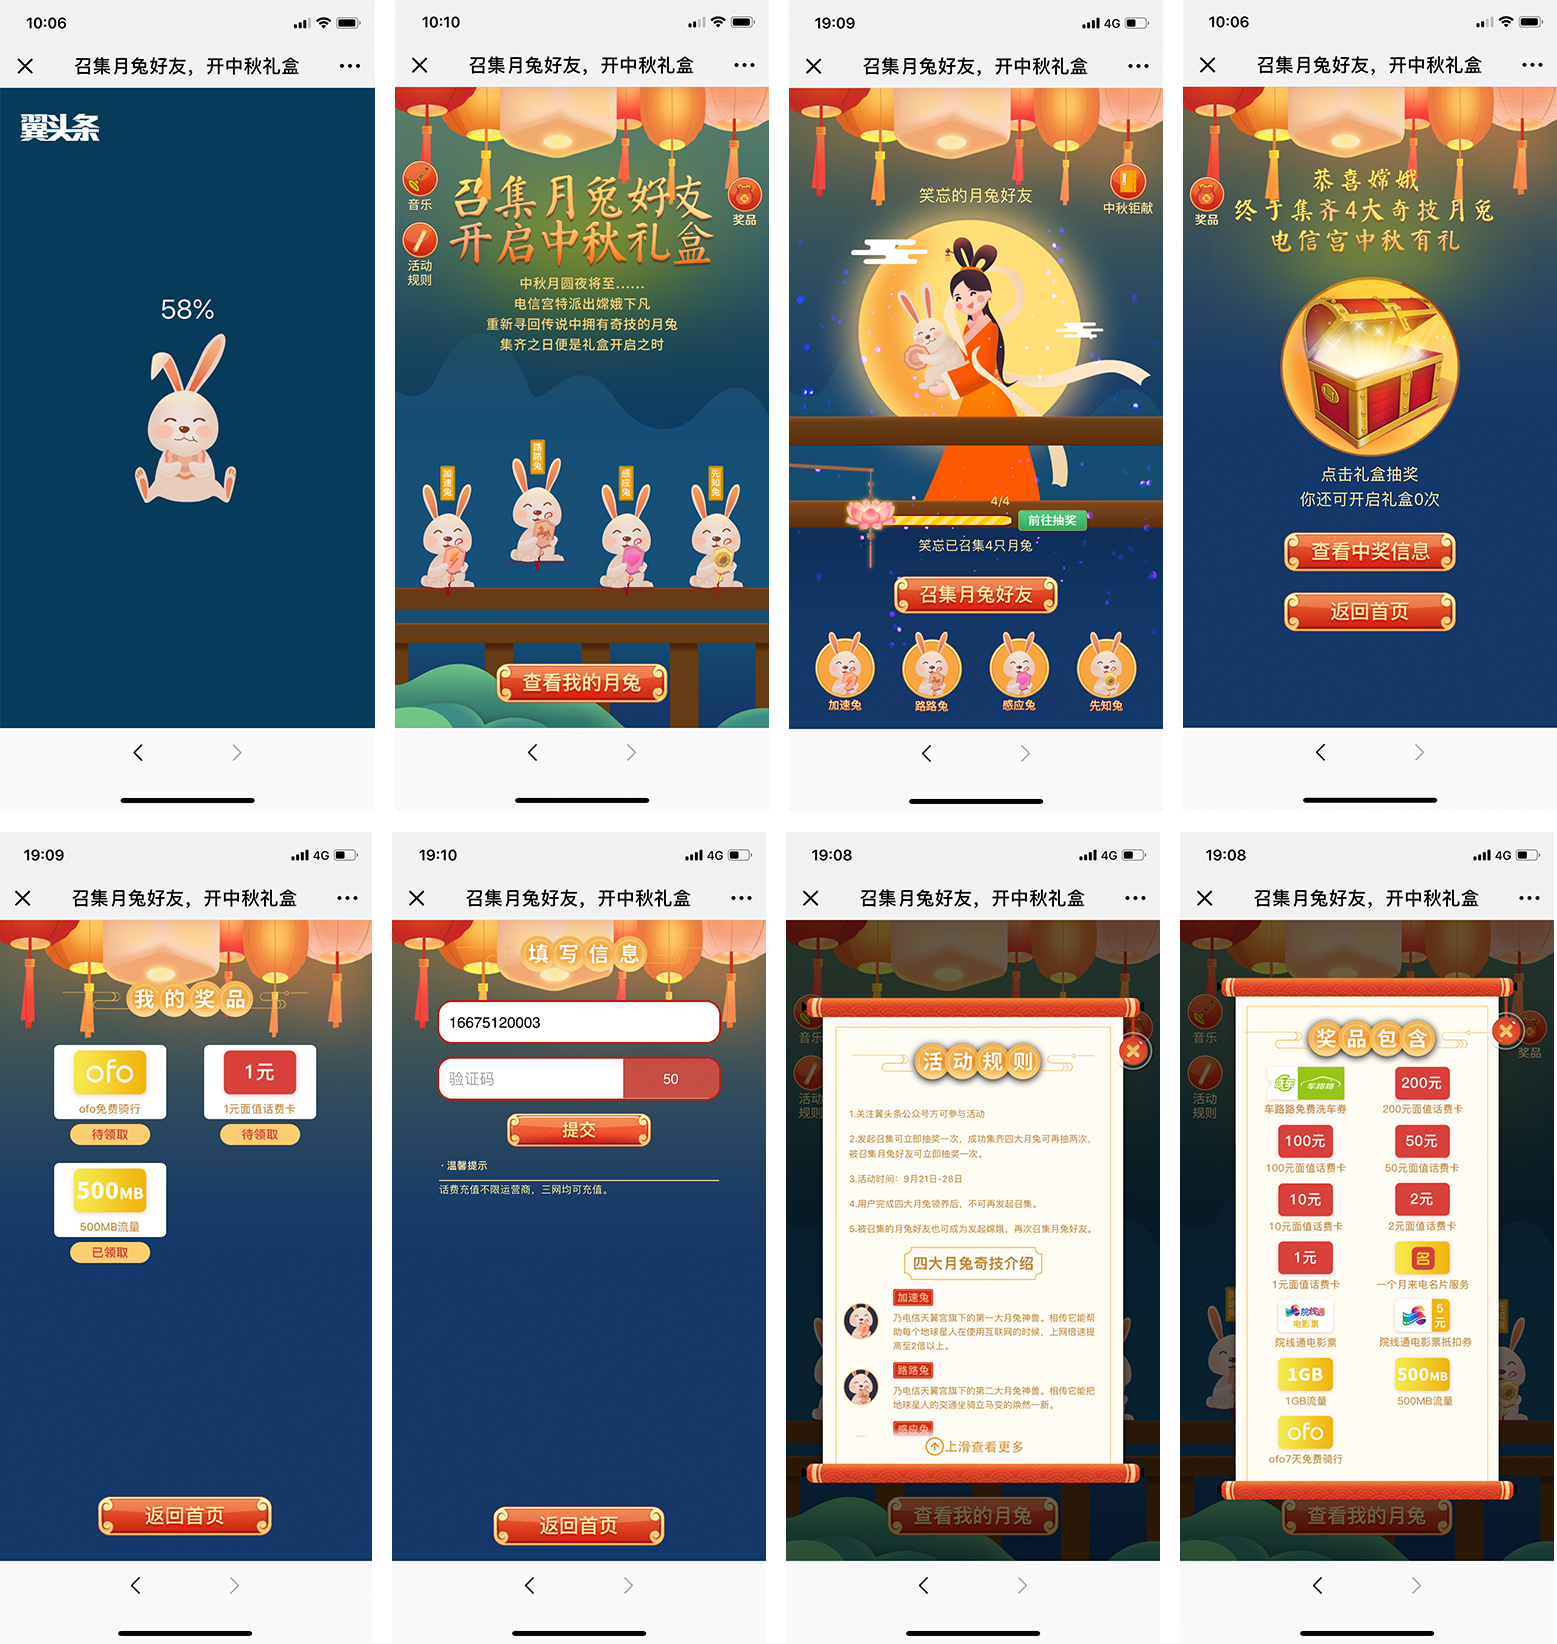 10:06
召集月兔好友，开中秋礼盒
翼头条
58%
10:10
召集月兔好友，开中秋礼盒
音乐
活动
规则
奖品
召集月兔好友
开启中秋礼盒
中秋月圆夜将至......
电信宫特派出嫦娥下凡
重新寻回传说中拥有奇技的月兔
集齐之日便是礼盒开启之时
加速兔
路路兔
感应兔
先知兔
查看我的月兔
19:09
4G
召集月兔好友，开中秋礼盒
笑忘的月兔好友
中秋钜献
4/4
前往抽奖
笑忘已召集4只月兔
召集月兔好友
加速兔
路路兔
感应兔
先知兔
10:06
召集月兔好友，开中秋礼盒
奖品
恭喜嫦娥
终于集齐4大奇技月兔
电信宫中秋有礼
点击礼盒抽奖
你还可开启礼盒0次
查看中奖信息
返回首页
19:09
4G
召集月兔好友，开中秋礼盒
我的奖品
ofo
ofo免费骑行
待领取
1元
1元面值话费卡
待领取
500MB
500MB流量
已领取
返回首页
19:10
4G
召集月兔好友，开中秋礼盒
填写信息
16675120003
验证码
50
提交
· 温馨提示
话费充值不限运营商，三网均可充值。
返回首页
19:08
4G
召集月兔好友，开中秋礼盒
音乐
活动
规则
活动规则
1.关注翼头条公众号方可参与活动
2.发起召集可立即抽奖一次，成功集齐四大月兔可再抽两次，
被召集月兔好友可立即抽奖一次。
3.活动时间：9月21日-28日
4.用户完成四大月兔领养后，不可再发起召集。
5.被召集的月兔好友也可成为发起嫦娥，再次召集月兔好友。
四大月兔奇技介绍
加速兔
乃电信天翼宫旗下的第一大月兔神兽。相传它能帮
助每个地球星人在使用互联网的时候，上网倍速提
高至2倍以上。
路路兔
乃电信天翼宫旗下的第二大月兔神兽。相传它能把
地球星人的交通坐骑立马变的焕然一新。
感应兔
上滑查看更多
查看我的月兔
19:08
4G
召集月兔好友，开中秋礼盒
音乐
活动
规则
奖品
奖品包含
洗车
车路路
车路路免费洗车券
200元
200元面值话费卡
100元
100元面值话费卡
50元
50元面值话费卡
10元
10元面值话费卡
2元
2元面值话费卡
1元
1元面值话费卡
名
一个月来电名片服务
院线通
电影票
院线通电影票
5
元
院线通电影票抵扣券
1GB
1GB流量
500MB
500MB流量
ofo
ofo7天免费骑行
查看我的月兔